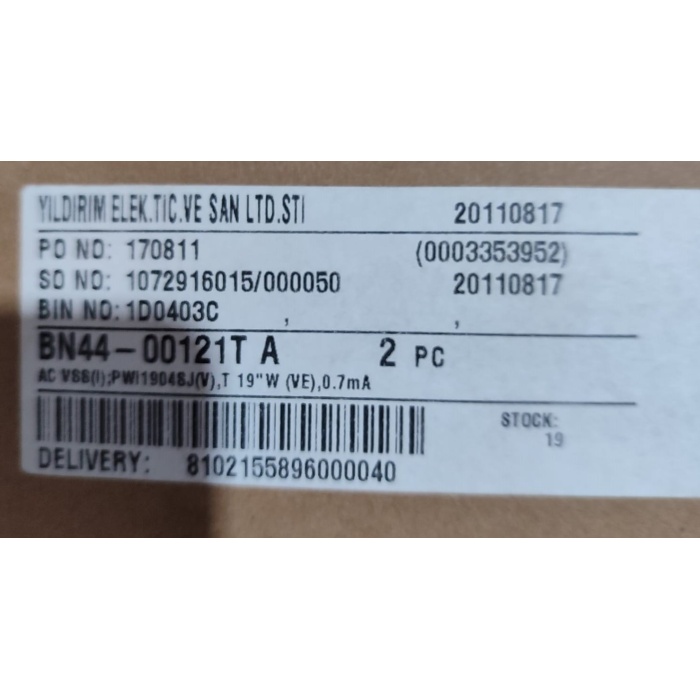 YILDIRIM ELEK.TIC.VE SAN LTD.STI 20110817
PO NO: 170811 (0003353952)
SO NO: 1072916015/000050 20110817
BIN NO: 1D0403C , ,
BN44-00121T A 2 PC
AC VSS(I);PWI1904SJ(V),T 19"W (VE),0.7mA
STOCK:
19
DELIVERY: 8102155896000040